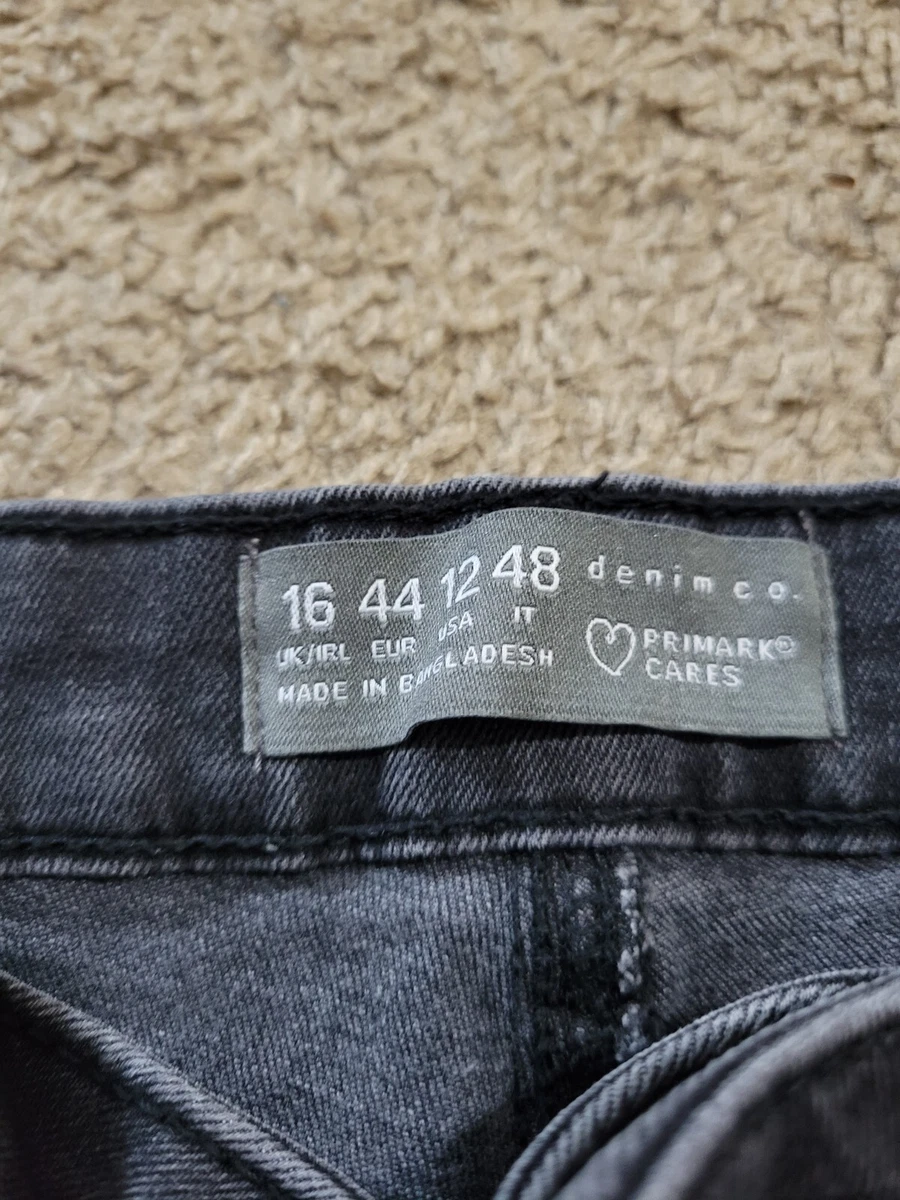 16 44 12 48
UK/IRL EUR USA IT
MADE IN BANGLADESH
denim co.
PRIMARK®
CARES